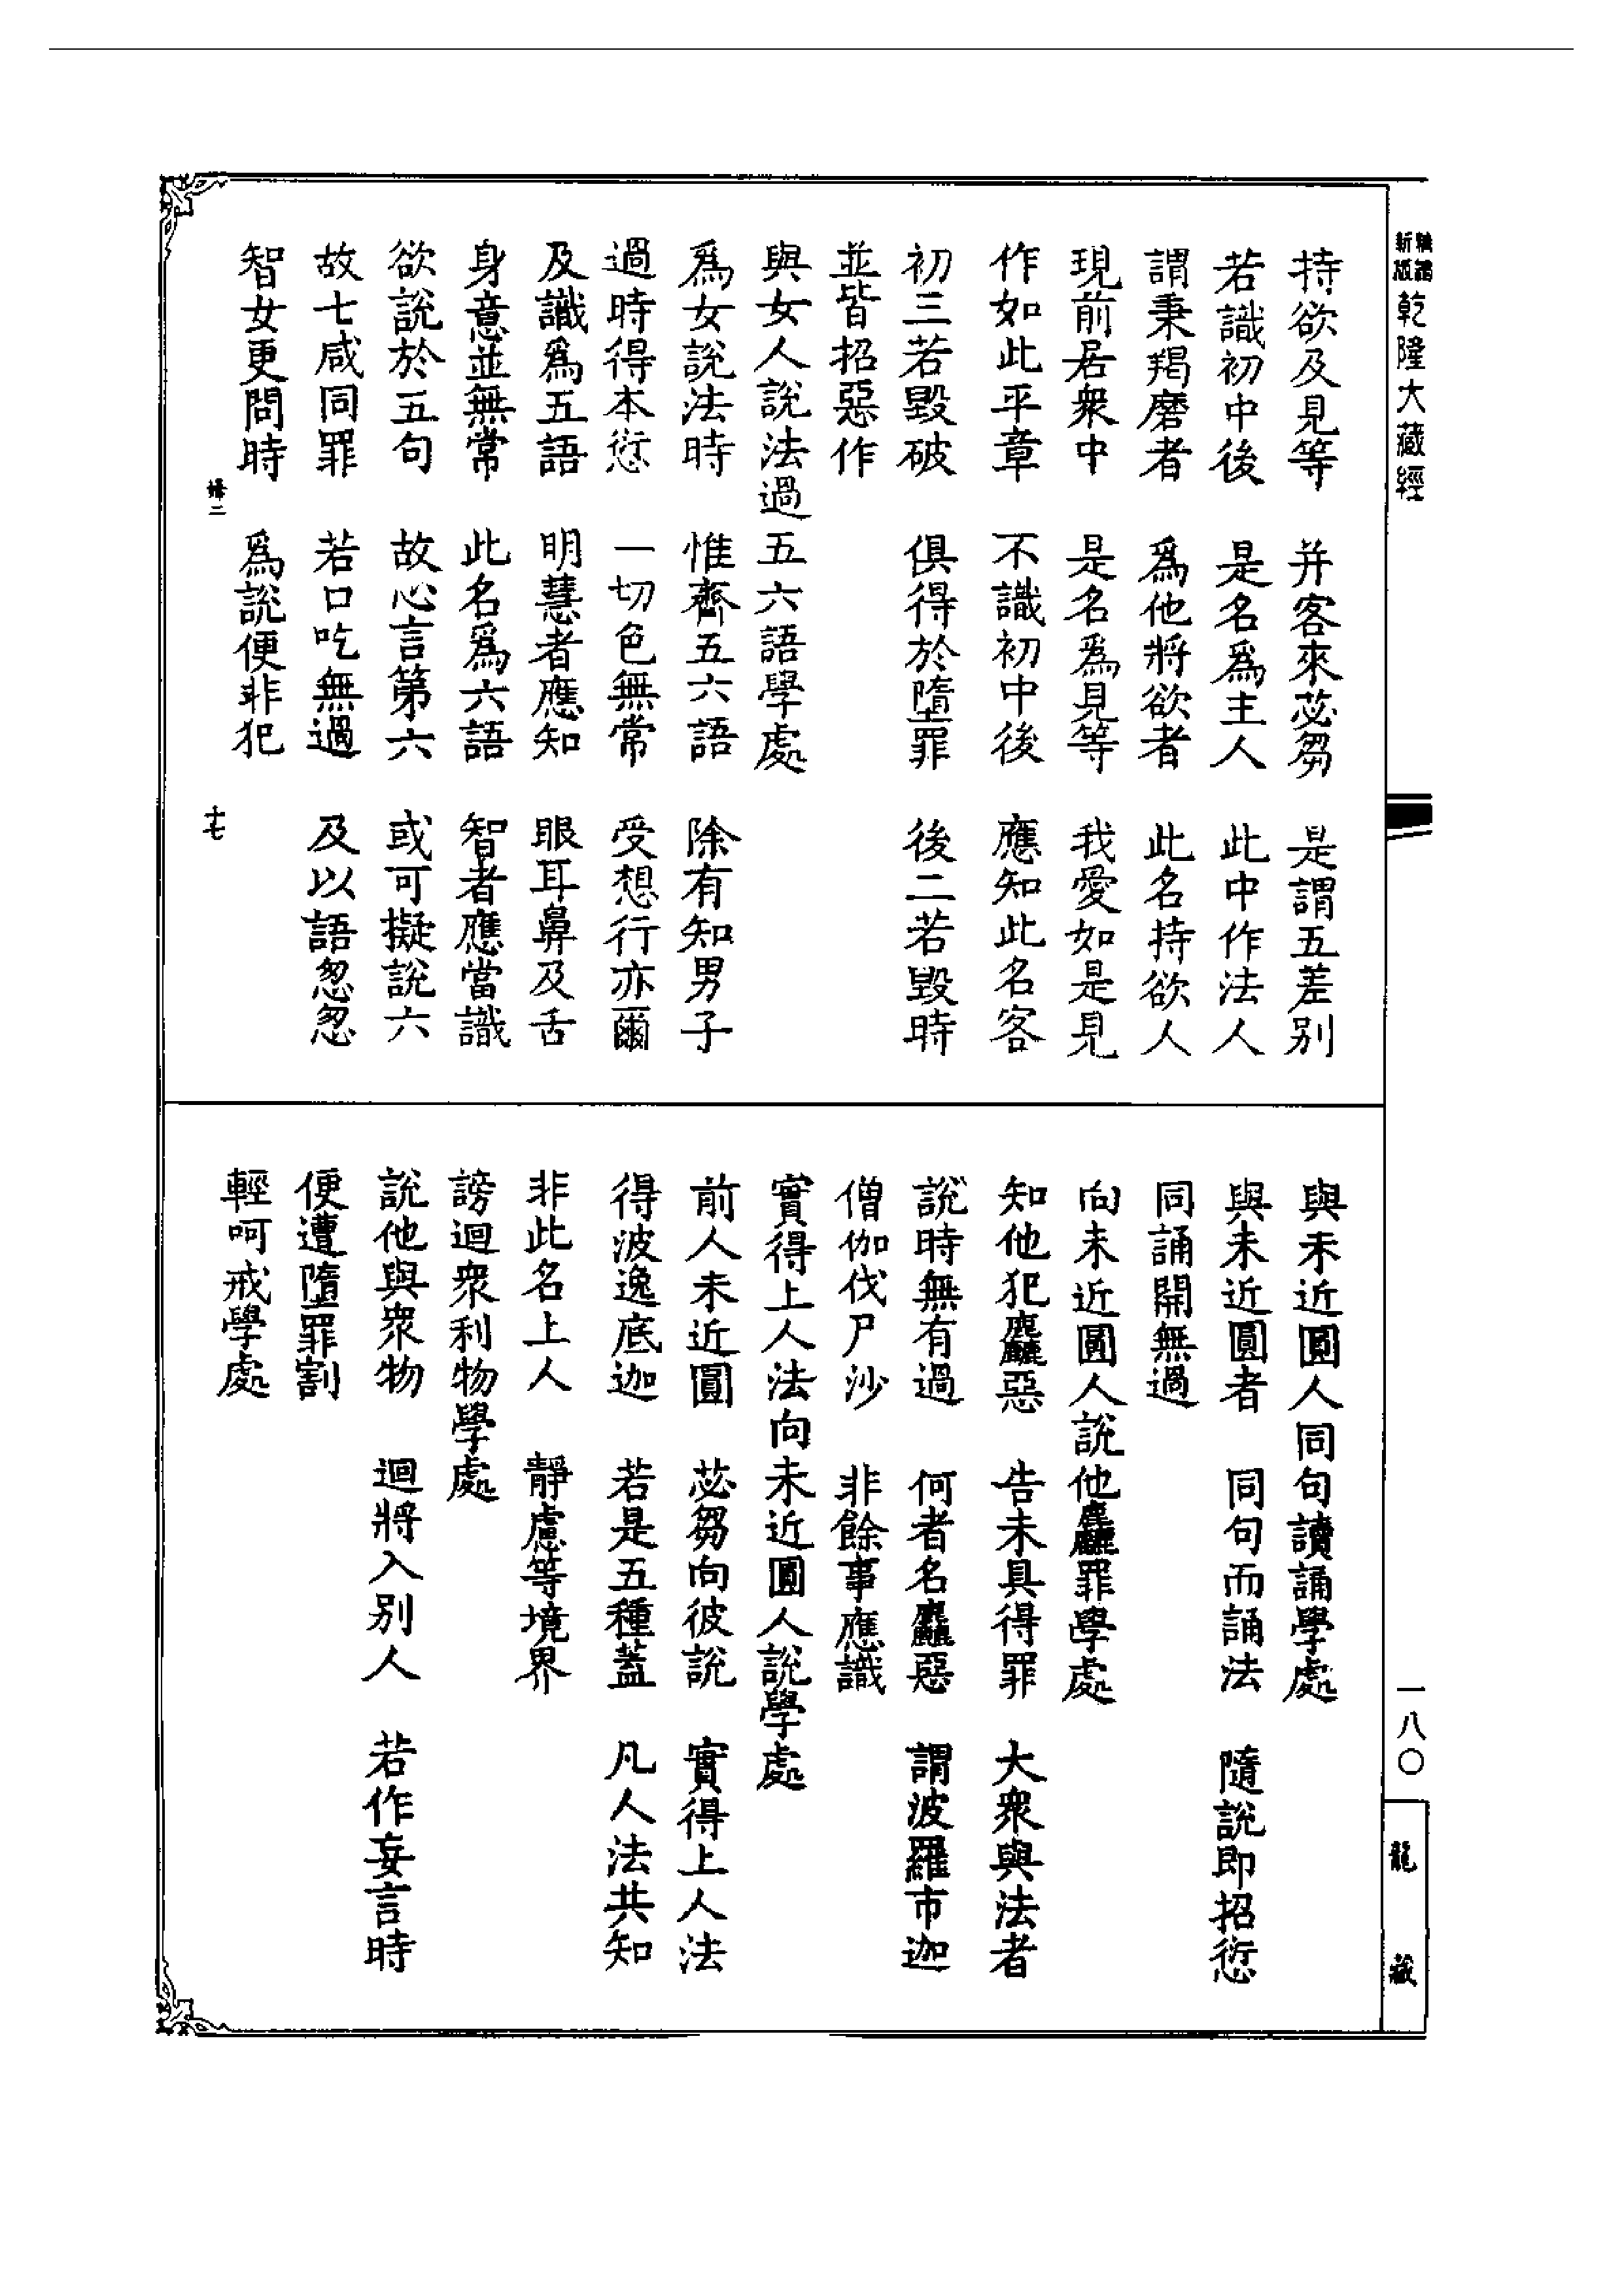 新版
乾隆大藏經
持欲及見等　并客來苾芻　是謂五差別
若識初中後　是名爲主人　此中作法人
謂秉羯磨者　爲他將欲者　此名持欲人
現前居衆中　是名爲見等　我愛如是見
作如此平章　不識初中後　應知此名客
初三若毀破　俱得於墮罪　後二若毀時
並皆招惡作
與女人說法過五六語學處
爲女說法時　惟齊五六語　除有知男子
過時得本愆　一切色無常　受想行亦爾
及識爲五語　明慧者應知　眼耳鼻及舌
身意並無常　此名爲六語　智者應當識
欲說於五句　故心言第六　或可擬說六
故七咸同罪　若口吃無過　及以語怱怱
智女更問時　爲說便非犯
十七
與未近圓人同句讀誦學處
與未近圓者　同句而誦法　隨說即招愆
同誦開無過
向未近圓人說他麤罪學處
知他犯麤惡　告未具得罪　大衆與法者
說時無有過　何者名麤惡　謂波羅市迦
僧伽伐尸沙　非餘事應識
實得上人法向未近圓人說學處
前人未近圓　苾芻向彼說　實得上人法
得波逸底迦　若是五種蓋　凡人法共知
非此名上人　靜慮等境界
謗迴衆利物學處
說他與衆物　迴將入別人　若作妄言時
便遭墮罪割
輕呵戒學處
一八〇
龍藏